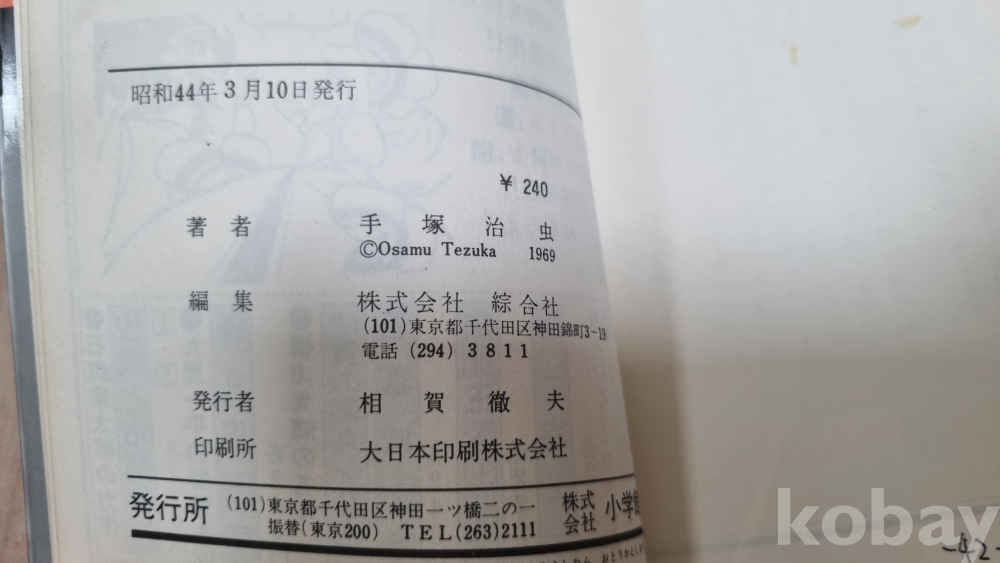 昭和44年3月10日発行
¥ 240
著者 手塚治虫
©Osamu Tezuka 1969
編集 株式会社 綜合社
(101)東京都千代田区神田錦町3-19
電話 (294) 3811
発行者 相賀徹夫
印刷所 大日本印刷株式会社
発行所 (101)東京都千代田区神田一ツ橋二の一
振替(東京200) TEL(263)2111
株式会社 小学
kobay
-42-